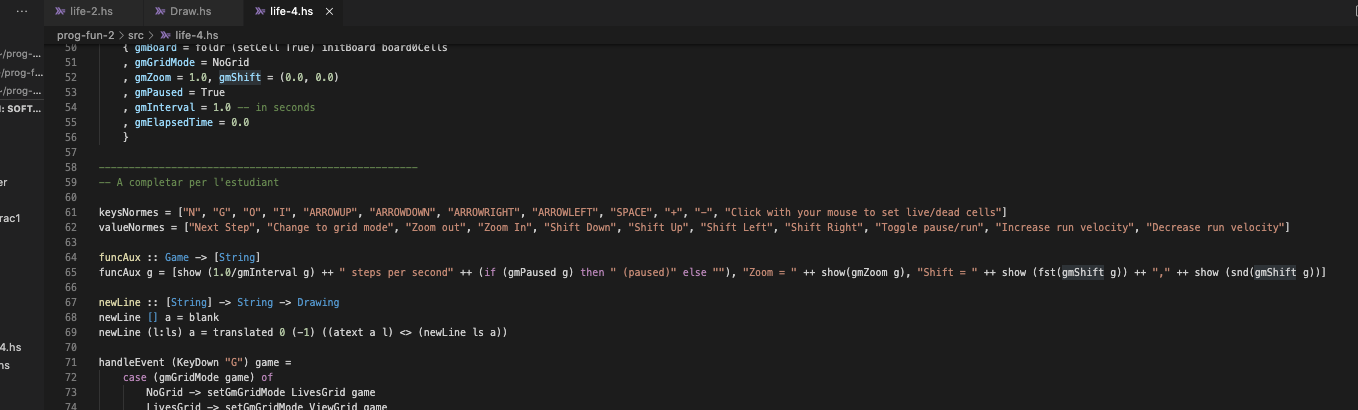 ··· life-2.hs Draw.hs life-4.hs ×
prog-fun-2 > src > life-4.hs
50 { gmBoard = foldr (setCell True) initBoard board0Cells
~/prog-...
51 , gmGridMode = NoGrid
/prog-f...
52 , gmZoom = 1.0, gmShift = (0.0, 0.0)
~/prog-...
53 , gmPaused = True
: SOFT...
54 , gmInterval = 1.0 -- in seconds
55 , gmElapsedTime = 0.0
56 }
57
58 -----------------------------------------------------
59 -- A completar per l'estudiant
er
60
61 keysNormes = ["N", "G", "O", "I", "ARROWUP", "ARROWDOWN", "ARROWRIGHT", "ARROWLEFT", "SPACE", "+", "-", "Click with your mouse to set live/dead cells"]
rac1
62 valueNormes = ["Next Step", "Change to grid mode", "Zoom out", "Zoom In", "Shift Down", "Shift Up", "Shift Left", "Shift Right", "Toggle pause/run", "Increase run velocity", "Decrease run velocity"]
63
64 funcAux :: Game -> [String]
65 funcAux g = [show (1.0/gmInterval g) ++ " steps per second" ++ (if (gmPaused g) then " (paused)" else ""), "Zoom = " ++ show(gmZoom g), "Shift = " ++ show (fst(gmShift g)) ++ "," ++ show (snd(gmShift g))]
66
67 newLine :: [String] -> String -> Drawing
68 newLine [] a = blank
69 newLine (l:ls) a = translated 0 (-1) ((atext a l) <> (newLine ls a))
70
4.hs
71 handleEvent (KeyDown "G") game =
hs
72 case (gmGridMode game) of
73 NoGrid -> setGmGridMode LivesGrid game
74 LivesGrid -> setGmGridMode ViewGrid game